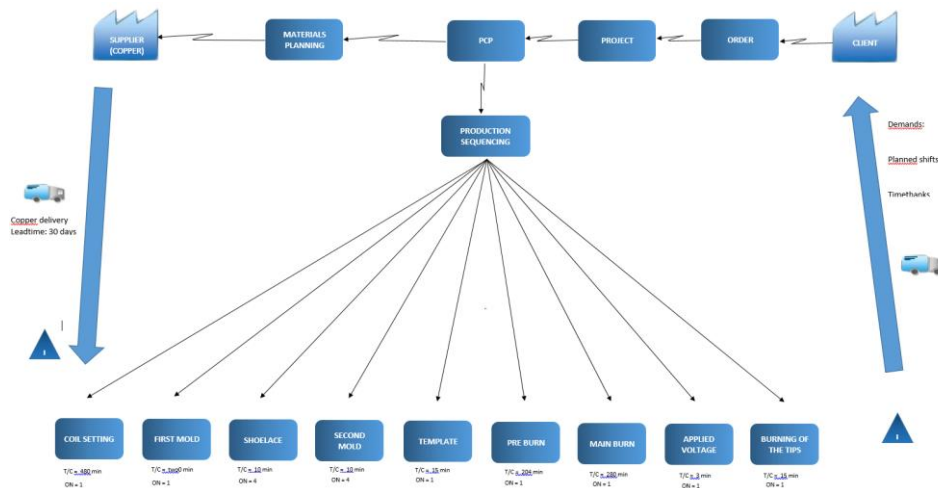 SUPPLIER
(COPPER)
MATERIALS
PLANNING
PCP
PROJECT
ORDER
CLIENT
PRODUCTION
SEQUENCING
Demands:
Planned shifts
Timethanks
Copper delivery
Leadtime: 30 days
I
I
COIL SETTING
FIRST MOLD
SHOELACE
SECOND
MOLD
TEMPLATE
PRE BURN
MAIN BURN
APPLIED
VOLTAGE
BURNING OF
THE TIPS
T/C = 480 min
ON = 1
T/C = two0 min
ON = 1
T/C = 10 min
ON = 4
T/C = 10 min
ON = 4
T/C = 15 min
ON = 1
T/C = 204 min
ON = 1
T/C = 280 min
ON = 1
T/C = 3 min
ON = 1
T/C = 15 min
ON = 1